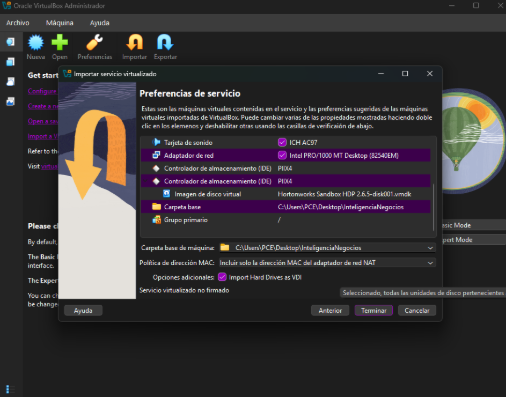 Oracle VirtualBox Administrador
Archivo Máquina Ayuda
Nueva Open Preferencias Importar Exportar
Get start
Configure
Create a n
Open a
Import a V
Refer to the
Visit virtual
Please ch
By default,
The Basic
interface.
The Exper
You can ch
be change
Basic Mode
pert Mode
Importar servicio virtualizado
Preferencias de servicio
Estas son las máquinas virtuales contenidas en el servicio y las preferencias sugeridas de las máquinas
virtuales importadas de VirtualBox. Puede cambiar varias de las propiedades mostradas haciendo doble
clic en los elemenos y deshabilitar otras usando las casillas de verificaión de abajo.
Tarjeta de sonido ICH AC97
Adaptador de red Intel PRO/1000 MT Desktop (82540EM)
Controlador de almacenamiento (IDE) PIIX4
Controlador de almacenamiento (IDE) PIIX4
Imagen de disco virtual Hortonworks Sandbox HDP 2.6.5-disk001.vmdk
Carpeta base C:\Users\PCE\Desktop\InteligenciaNegocios
Grupo primario /
Carpeta base de máquina: C:\Users\PCE\Desktop\InteligenciaNegocios
Política de dirección MAC: Incluir solo la dirección MAC del adaptador de red NAT
Opciones adicionales: Import Hard Drives as VDI
Servicio virtualizado no firmado
Seleccionado, todas las unidades de disco pertenecientes
Ayuda Anterior Terminar Cancelar